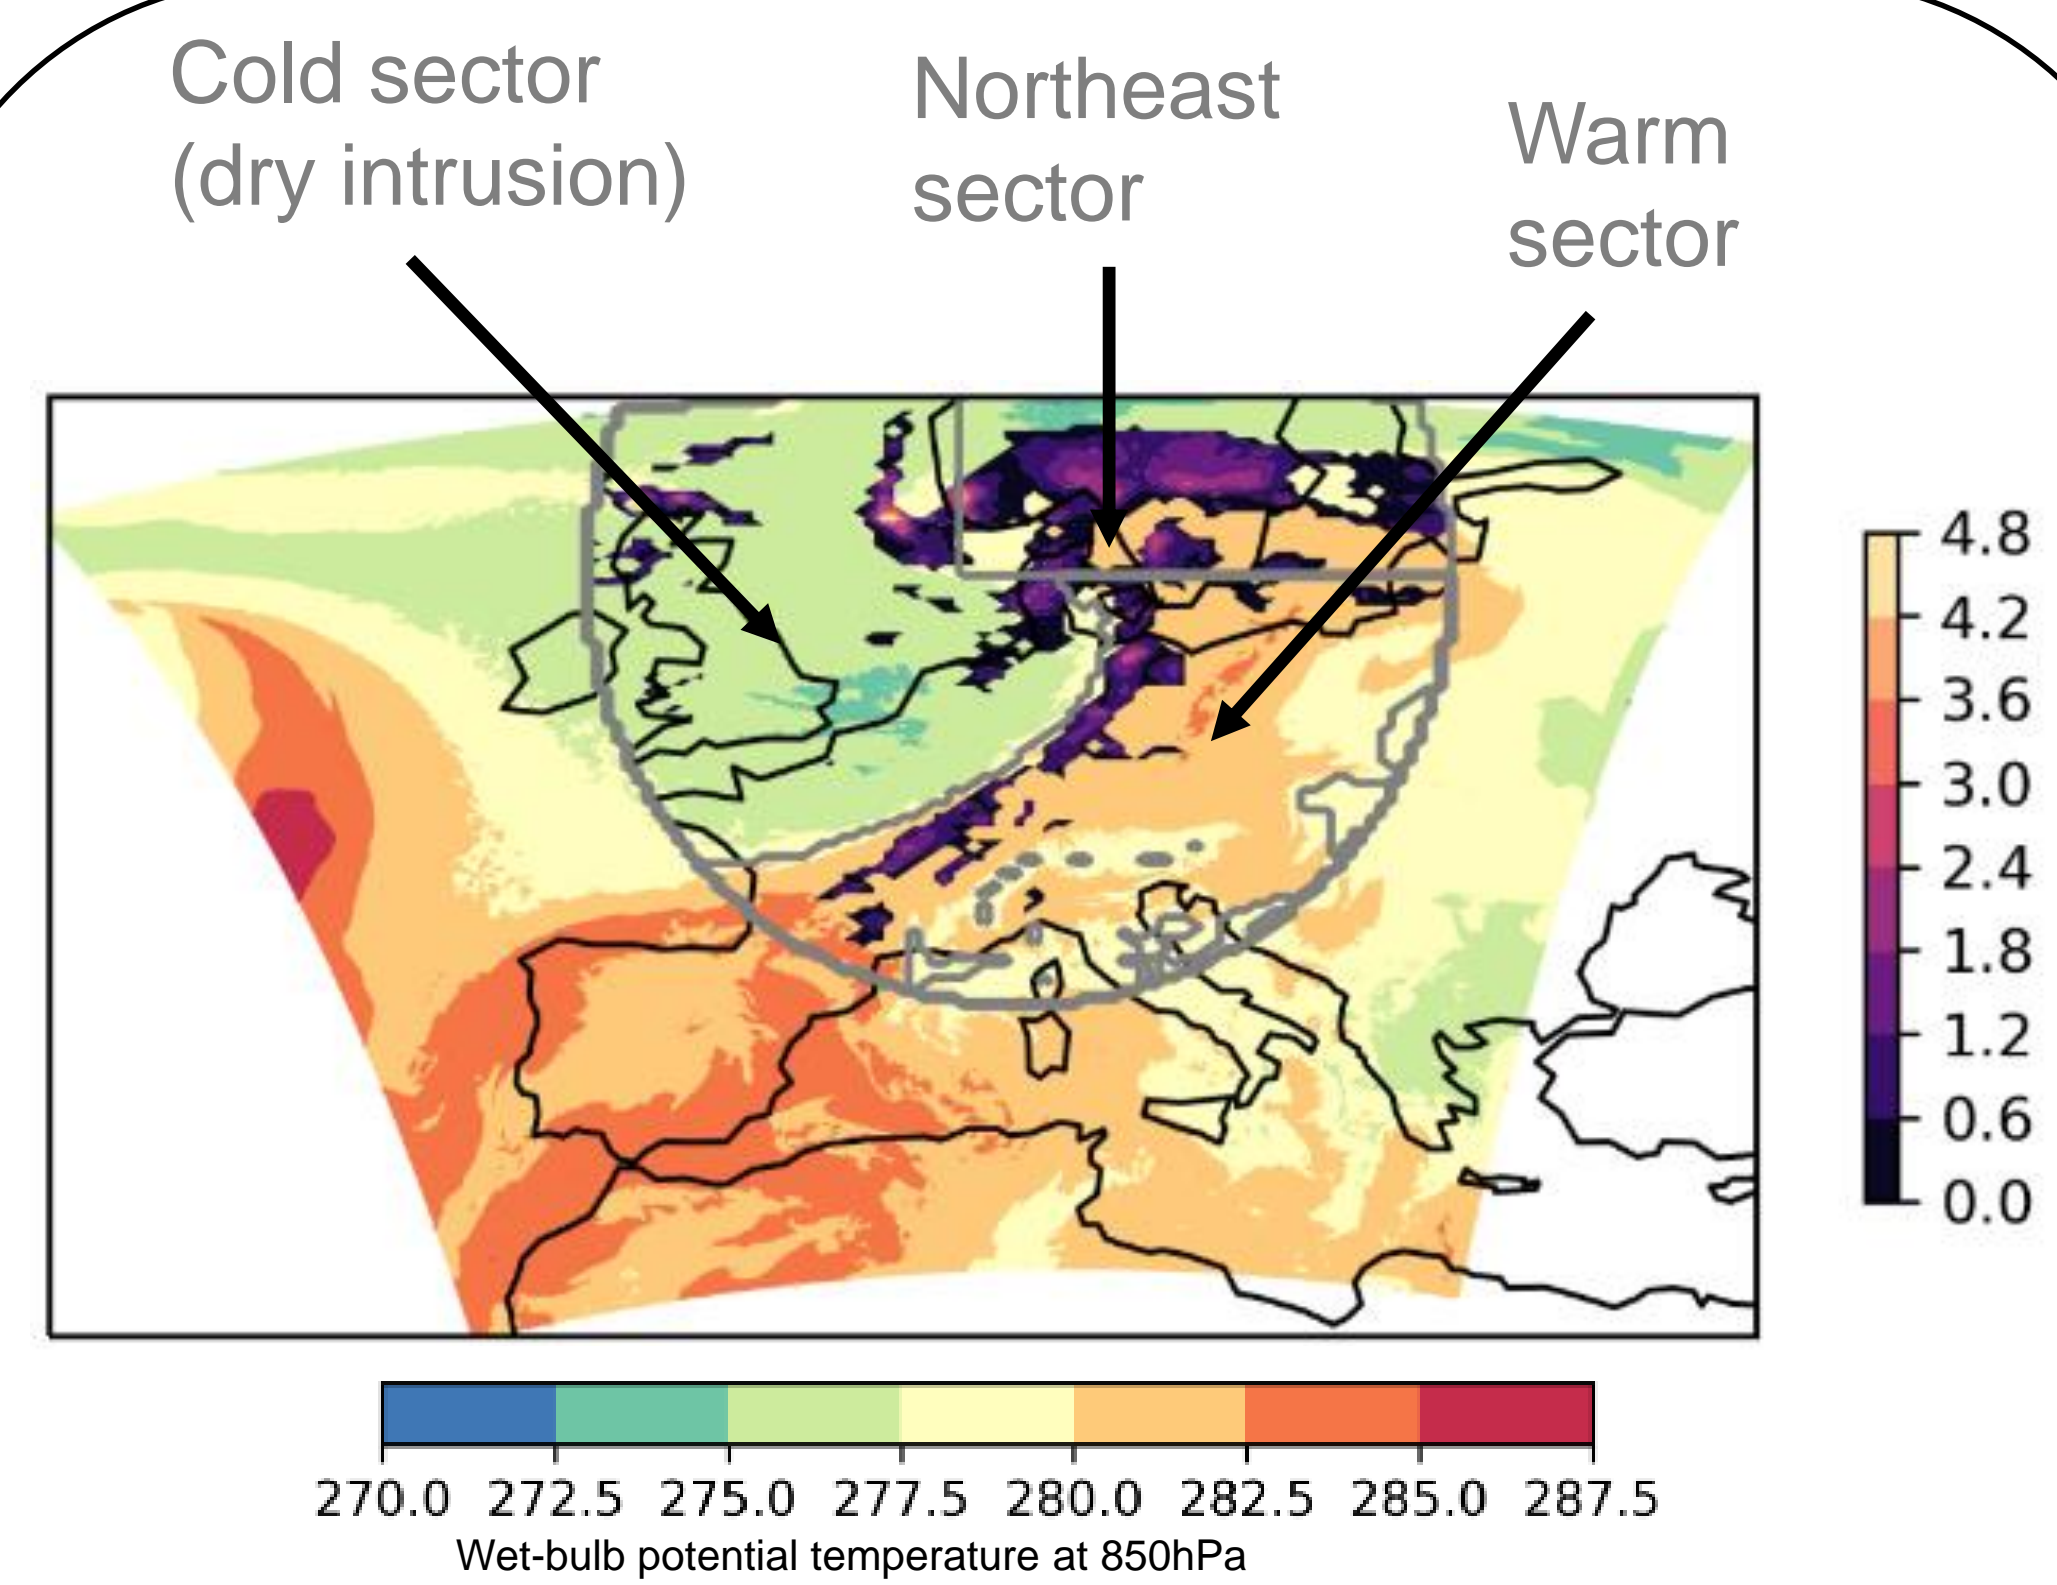 Cold sector
(dry intrusion)
Northeast
sector
Warm
sector
4.8
4.2
3.6
3.0
2.4
1.8
1.2
0.6
0.0
270.0 272.5 275.0 277.5 280.0 282.5 285.0 287.5
Wet-bulb potential temperature at 850hPa